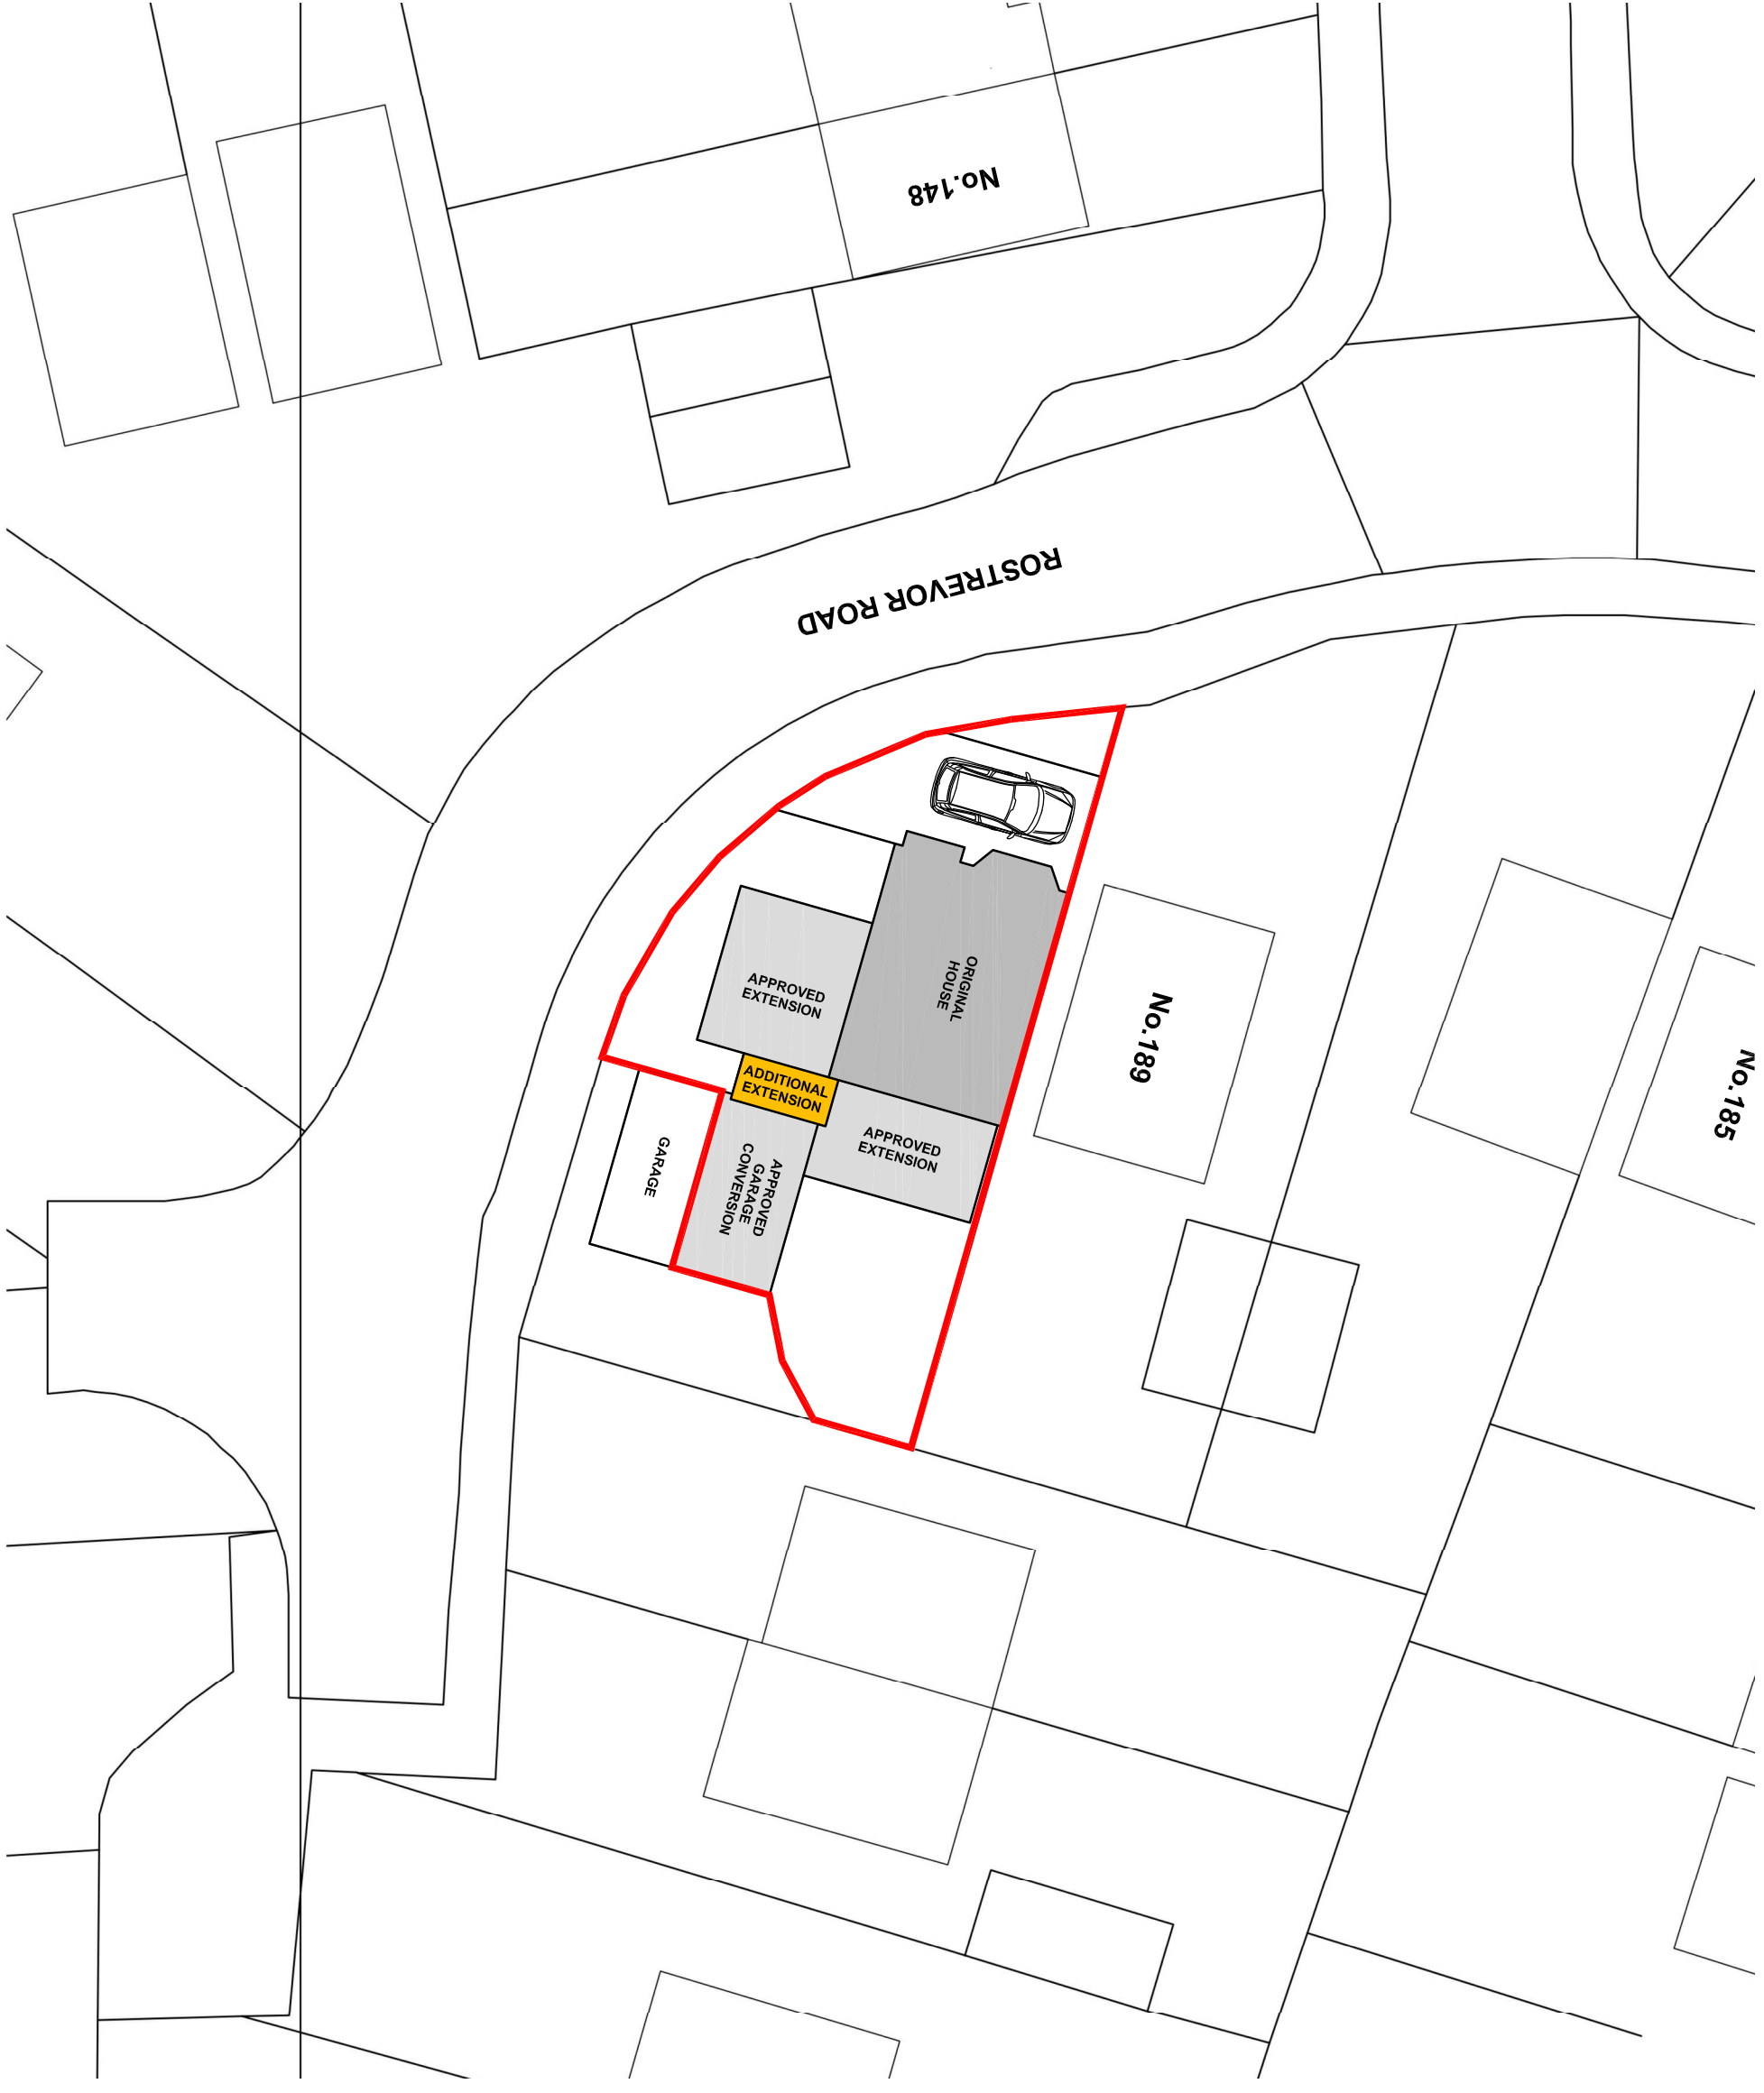 No.148
ROSTREVOR ROAD
ORIGINAL
HOUSE
APPROVED
EXTENSION
No.189
No.185
ADDITIONAL
EXTENSION
APPROVED
EXTENSION
GARAGE
APPROVED
GARAGE
CONVERSION